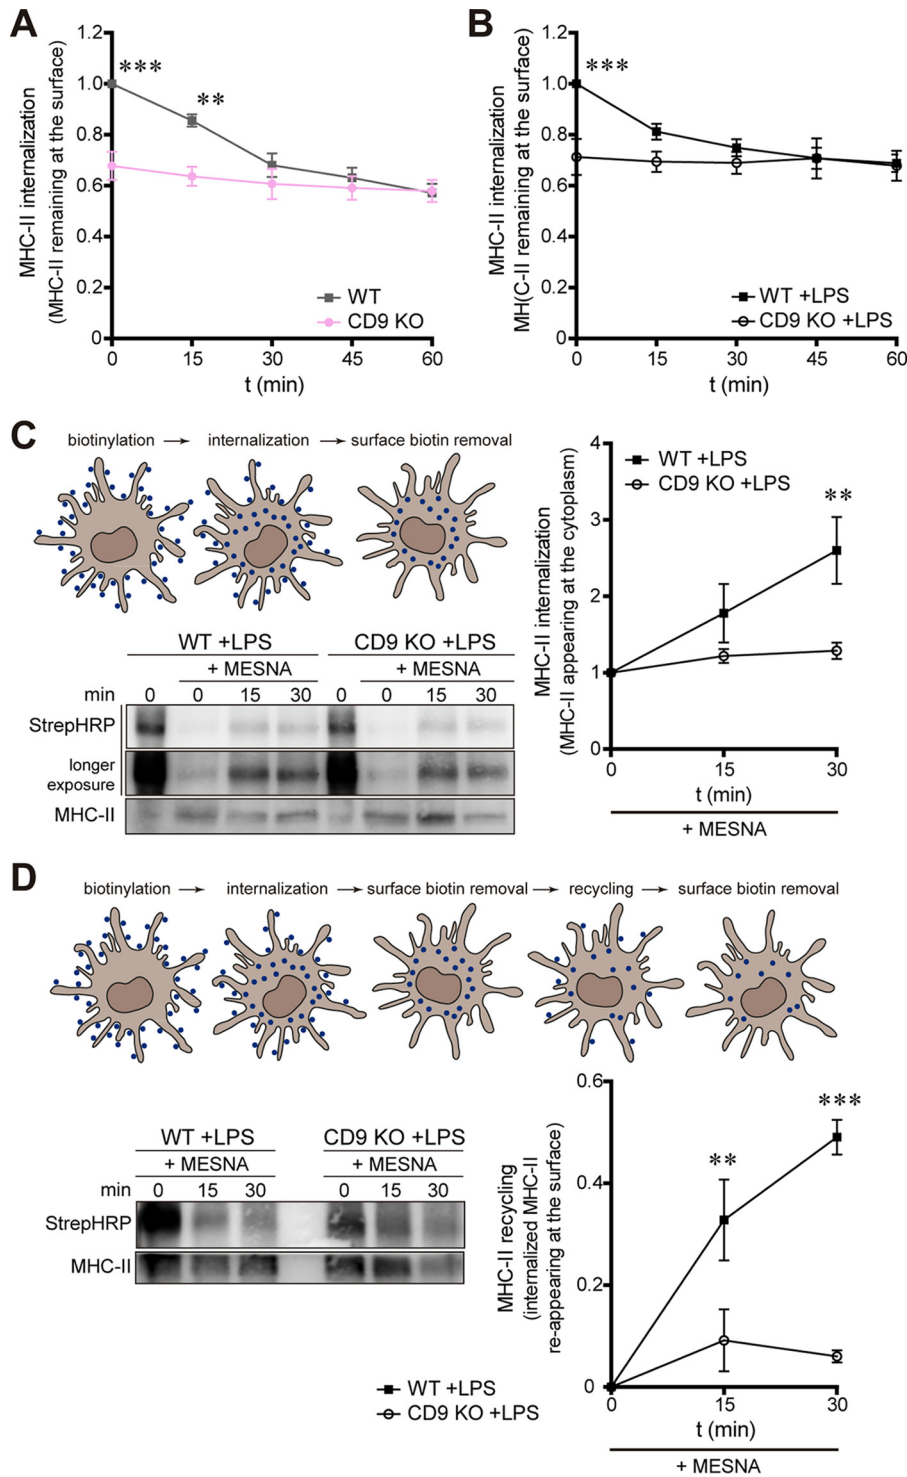 A
MHC-II internalization
(MHC-II remaining at the surface)
1.2
1.0
0.8
0.6
0.4
0.2
0
***
**
WT
CD9 KO
0 15 30 45 60
t (min)
B
MHC-II internalization
MH(C-II remaining at the surface)
1.2
1.0
0.8
0.6
0.4
0.2
0
***
WT +LPS
CD9 KO +LPS
0 15 30 45 60
t (min)
C
biotinylation → internalization → surface biotin removal
WT +LPS CD9 KO +LPS
+ MESNA + MESNA
min 0 0 15 30 0 0 15 30
StrepHRP
longer
exposure
MHC-II
MHC-II internalization
(MHC-II appearing at the cytoplasm)
4
3
2
1
0
WT +LPS
CD9 KO +LPS
**
0 15 30
t (min)
+ MESNA
D
biotinylation → internalization → surface biotin removal → recycling → surface biotin removal
WT +LPS CD9 KO +LPS
+ MESNA + MESNA
min 0 15 30 0 15 30
StrepHRP
MHC-II
MHC-II recycling
(internalized MHC-II
re-appearing at the surface)
0.6
0.4
0.2
0
**
***
WT +LPS
CD9 KO +LPS
0 15 30
t (min)
+ MESNA